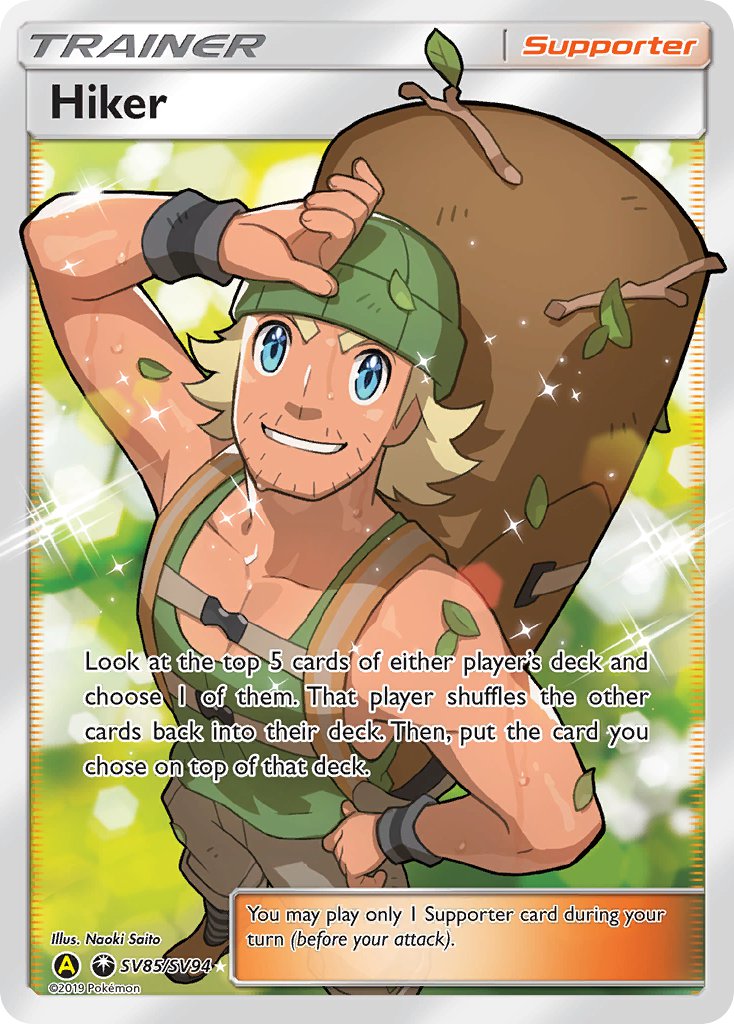 TRAINER
Supporter
Hiker
Look at the top 5 cards of either player's deck and
choose 1 of them. That player shuffles the other
cards back into their deck. Then, put the card you
chose on top of that deck.
You may play only 1 Supporter card during your
turn (before your attack).
Illus. Naoki Saito
A SV85/SV94
©2019 Pokémon